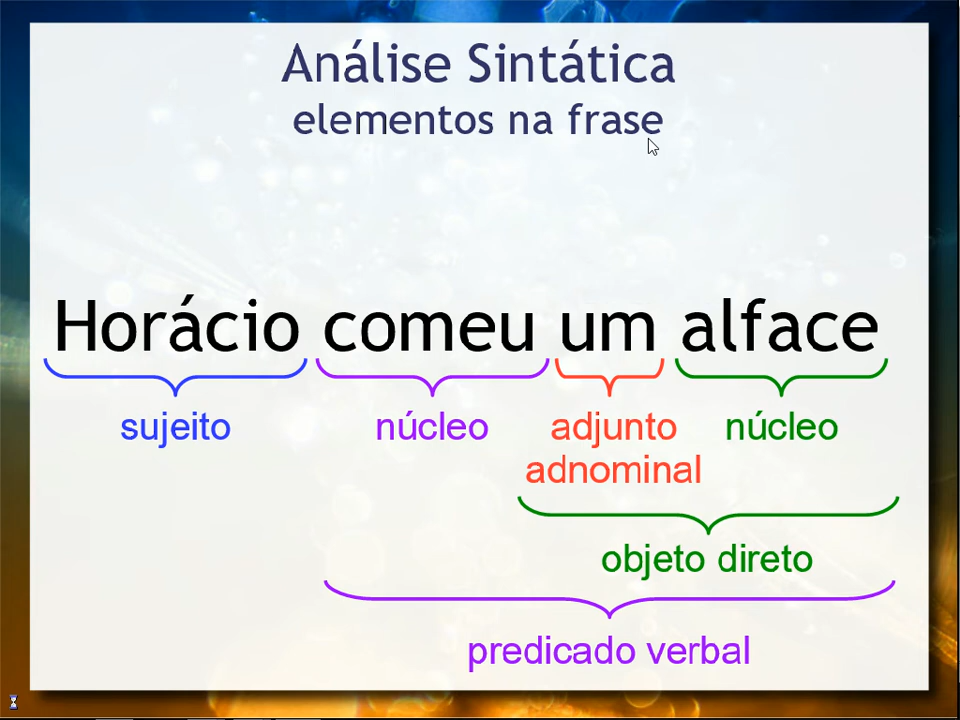 Análise Sintática
elementos na frase
Horácio comeu um alface
sujeito núcleo adjunto núcleo
adnominal
objeto direto
predicado verbal